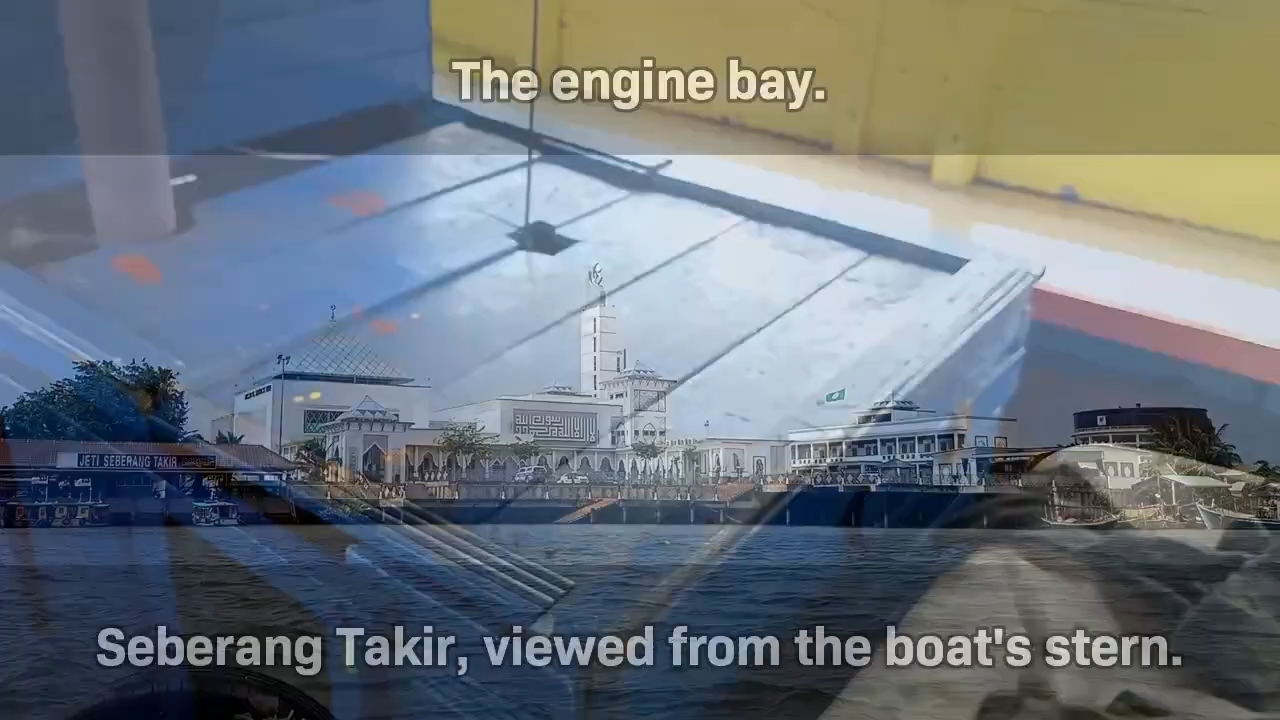 The engine bay.
JETI SEBERANG TAKIR
Seberang Takir, viewed from the boat's stern.